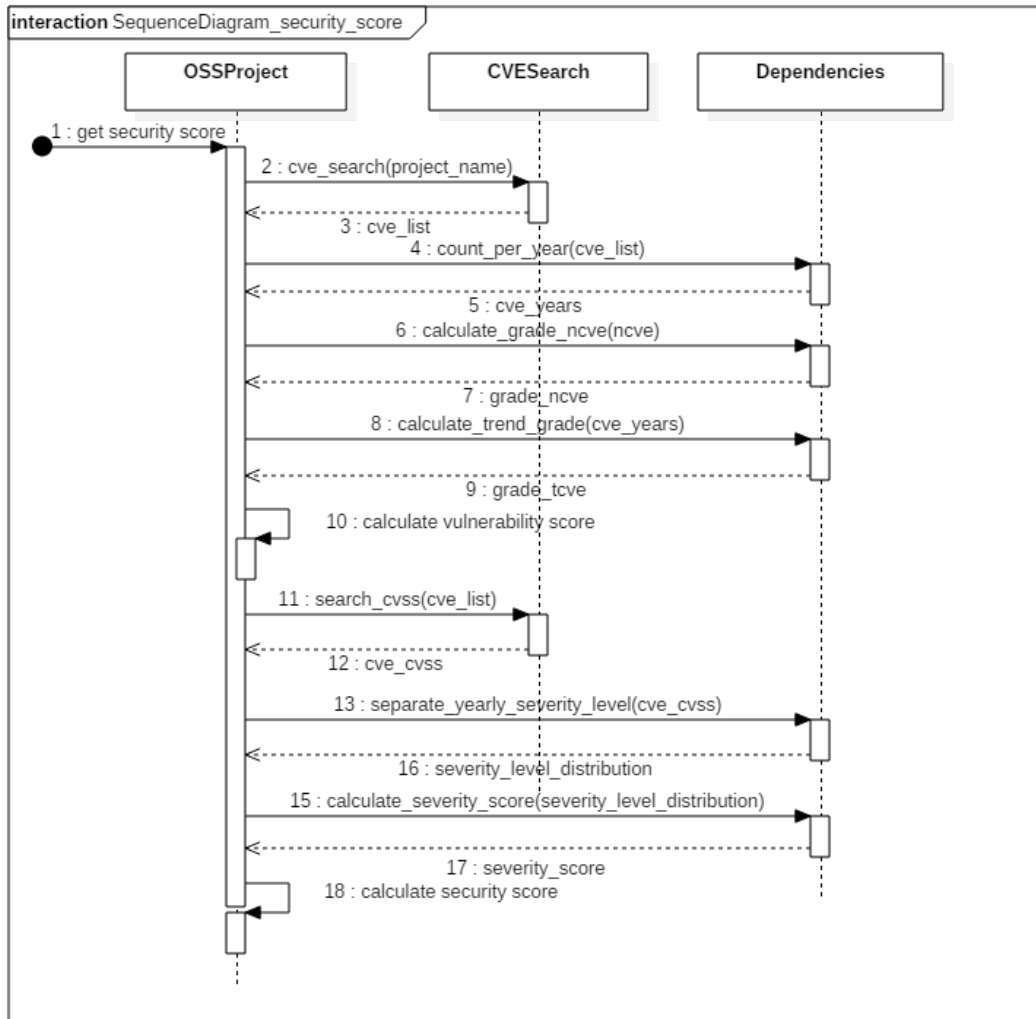 interaction SequenceDiagram_security_score
OSSProject
CVESearch
Dependencies
1 : get security score
2 : cve_search(project_name)
3 : cve_list
4 : count_per_year(cve_list)
5 : cve_years
6 : calculate_grade_ncve(ncve)
7 : grade_ncve
8 : calculate_trend_grade(cve_years)
9 : grade_tcve
10 : calculate vulnerability score
11 : search_cvss(cve_list)
12 : cve_cvss
13 : separate_yearly_severity_level(cve_cvss)
16 : severity_level_distribution
15 : calculate_severity_score(severity_level_distribution)
17 : severity_score
18 : calculate security score